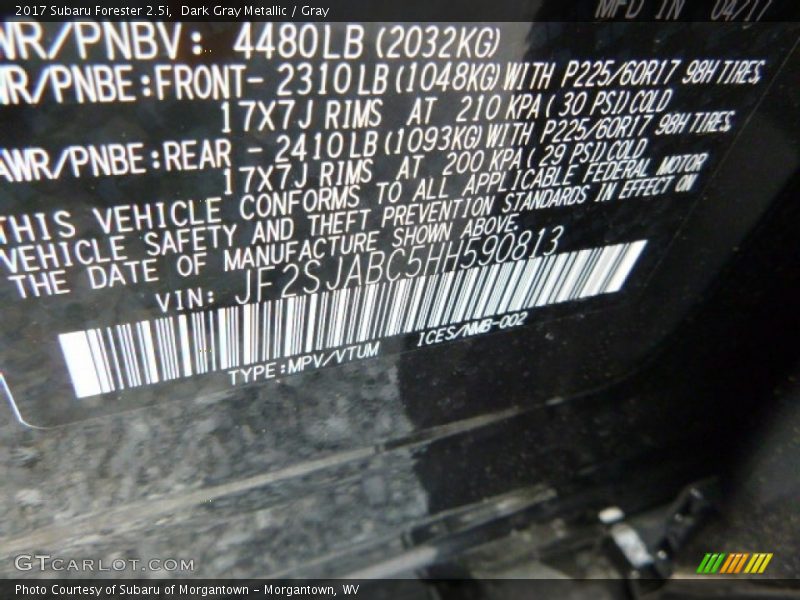 2017 Subaru Forester 2.5i, Dark Gray Metallic / Gray
MFD IN 04/17
WR/PNBV: 4480LB (2032KG)
WR/PNBE:FRONT- 2310LB (1048KG) WITH P225/60R17 98H TIRES,
17X7J RIMS AT 210 KPA (30 PSI) COLD
AWR/PNBE:REAR - 2410LB (1093KG) WITH P225/60R17 98H TIRES,
17X7J RIMS AT 200 KPA (29 PSI) COLD
THIS VEHICLE CONFORMS TO ALL APPLICABLE FEDERAL MOTOR
VEHICLE SAFETY AND THEFT PREVENTION STANDARDS IN EFFECT ON
THE DATE OF MANUFACTURE SHOWN ABOVE.
VIN: JF2SJABC5HH590813
TYPE:MPV/VTUM ICES/NMB-002
GTCARLOT.COM
Photo Courtesy of Subaru of Morgantown - Morgantown, WV